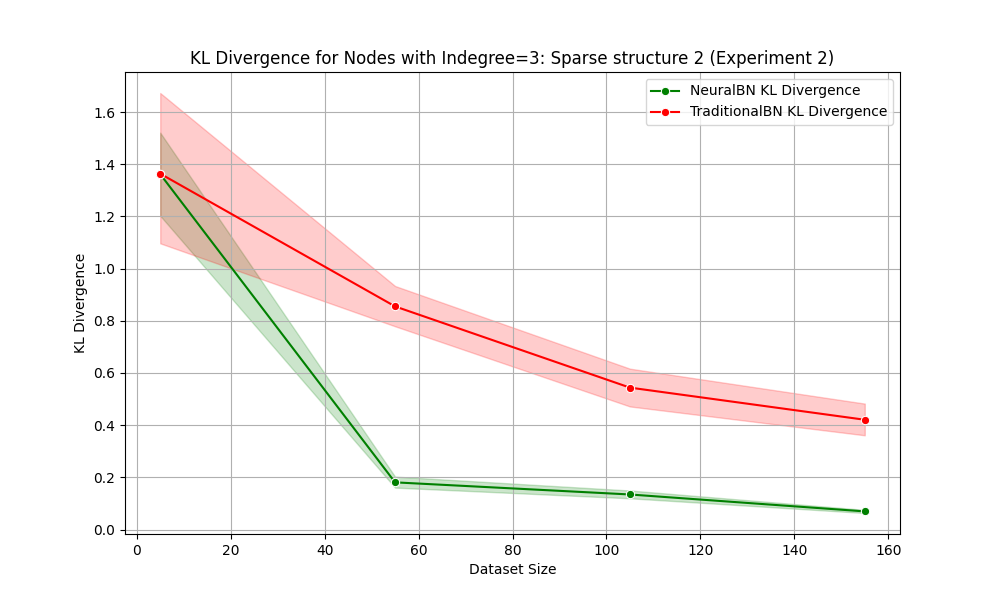 KL Divergence for Nodes with Indegree=3: Sparse structure 2 (Experiment 2)
NeuralBN KL Divergence
TraditionalBN KL Divergence
KL Divergence
1.6
1.4
1.2
1.0
0.8
0.6
0.4
0.2
0.0
0 20 40 60 80 100 120 140 160
Dataset Size